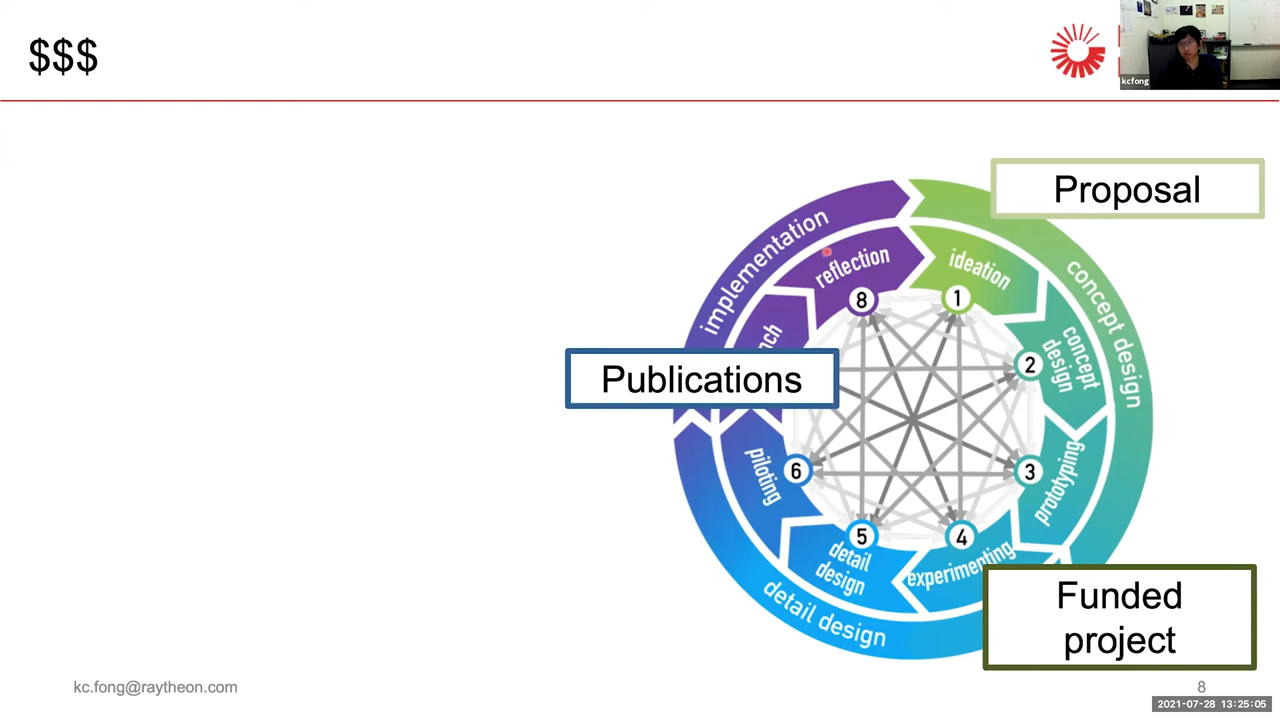 $$$
kcfong
Proposal
implementation
reflection
ideation
concept design
8
1
concept
design
2
Publications
3
prototyping
6
piloting
5
4
detail
design
experimenting
detail design
Funded
project
kc.fong@raytheon.com
8
2021-07-28 13:25:05